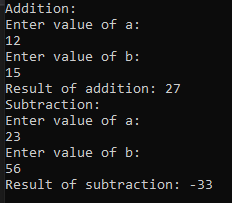 Addition:
Enter value of a:
12
Enter value of b:
15
Result of addition: 27
Subtraction:
Enter value of a:
23
Enter value of b:
56
Result of subtraction: -33